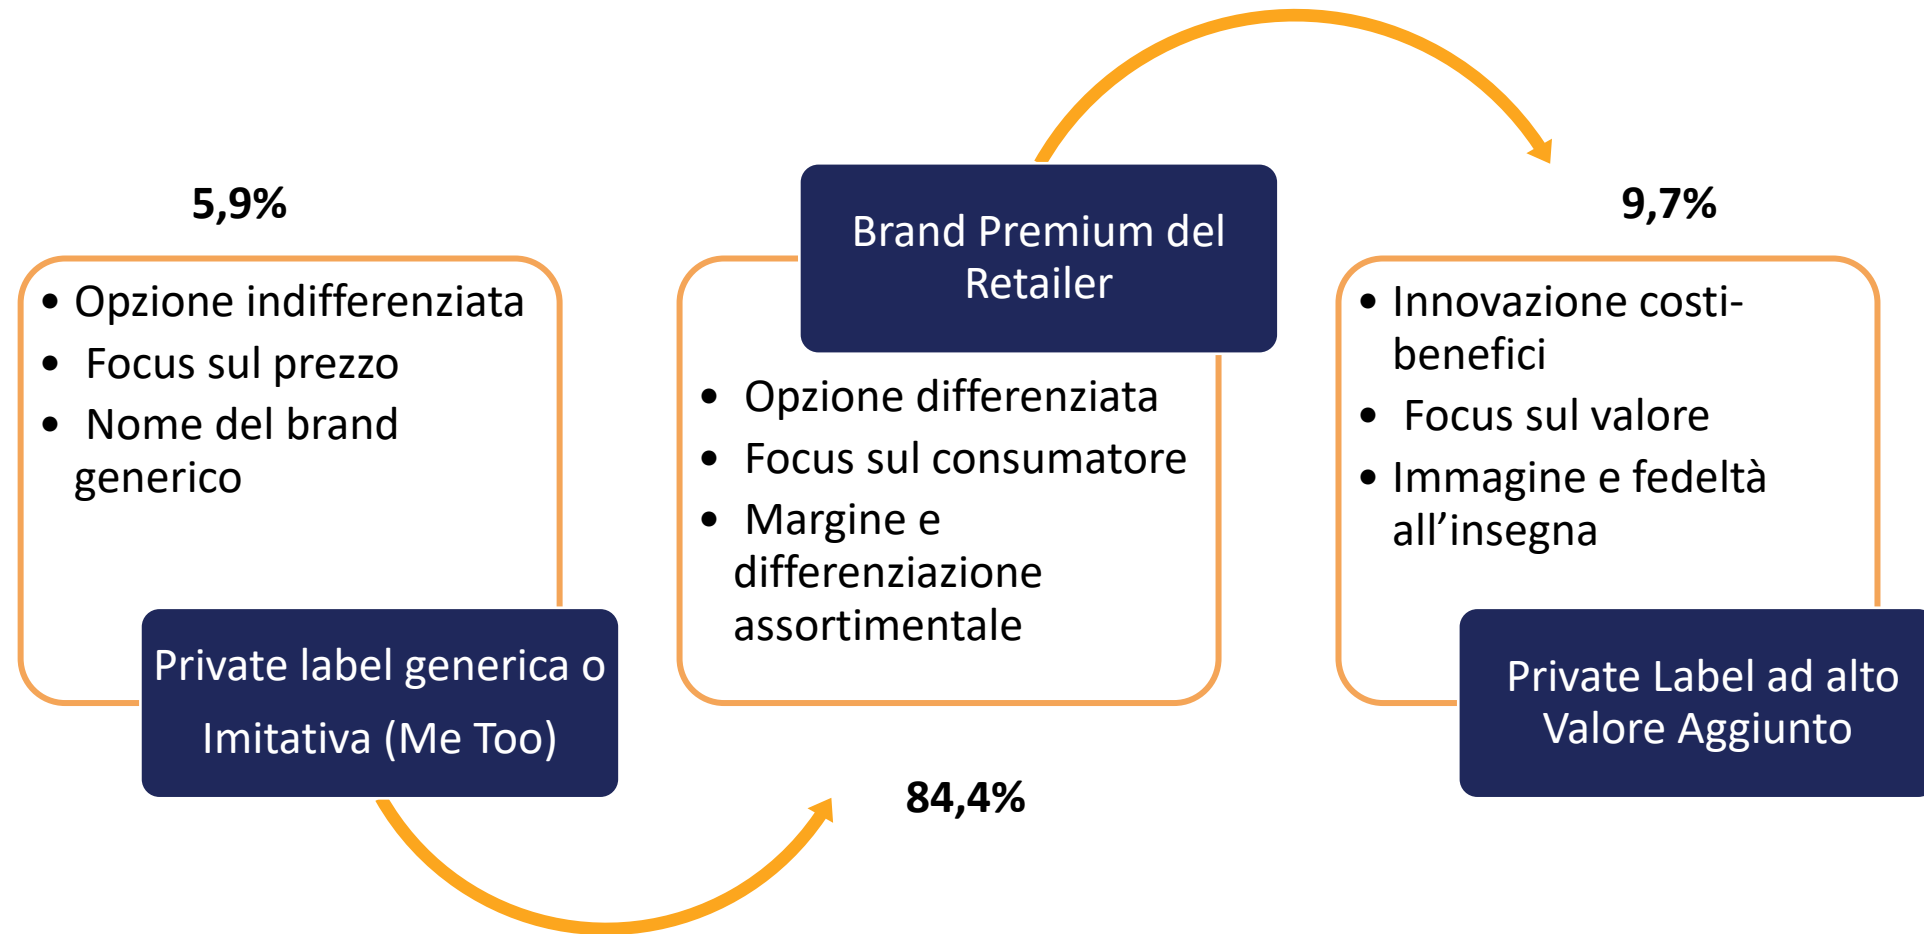 5,9%
• Opzione indifferenziata
• Focus sul prezzo
• Nome del brand
generico
Private label generica o
Imitativa (Me Too)
Brand Premium del
Retailer
• Opzione differenziata
• Focus sul consumatore
• Margine e
differenziazione
assortimentale
84,4%
9,7%
• Innovazione costi-
benefici
• Focus sul valore
• Immagine e fedeltà
all’insegna
Private Label ad alto
Valore Aggiunto